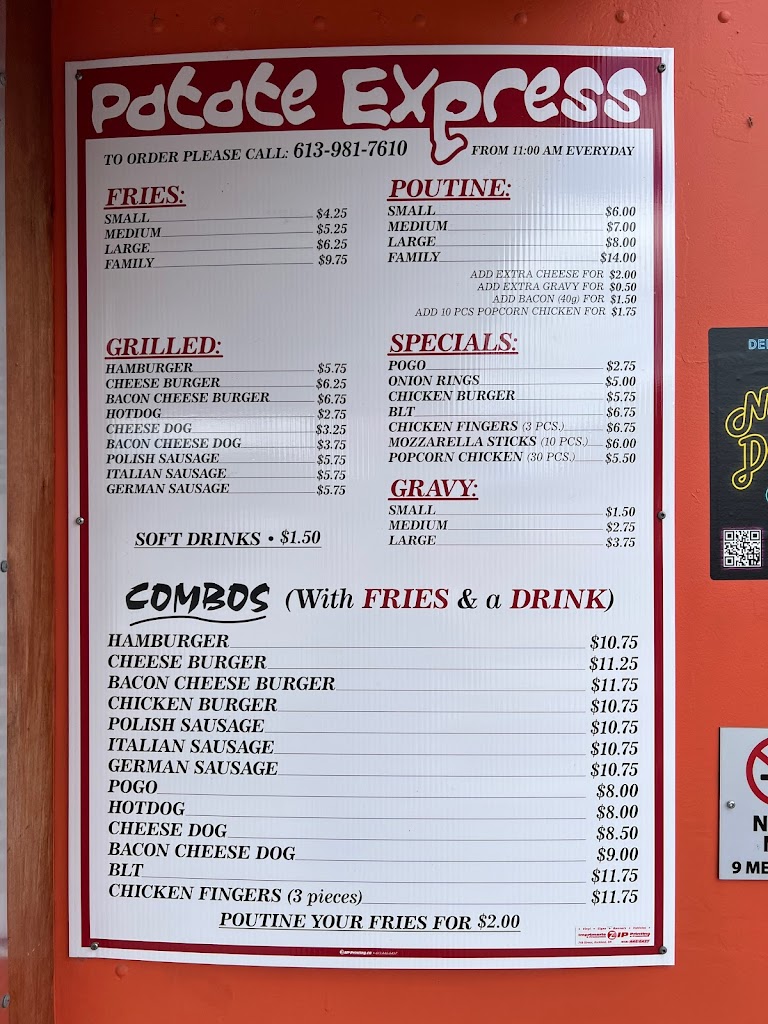 Patate Express
TO ORDER PLEASE CALL: 613-981-7610
FROM 11:00 AM EVERYDAY
FRIES:
SMALL $4.25
MEDIUM $5.25
LARGE $6.25
FAMILY $9.75
POUTINE:
SMALL $6.00
MEDIUM $7.00
LARGE $8.00
FAMILY $14.00
ADD EXTRA CHEESE FOR $2.00
ADD EXTRA GRAVY FOR $0.50
ADD BACON (40g) FOR $1.50
ADD 10 PCS POPCORN CHICKEN FOR $1.75
GRILLED:
HAMBURGER $5.75
CHEESE BURGER $6.25
BACON CHEESE BURGER $6.75
HOTDOG $2.75
CHEESE DOG $3.25
BACON CHEESE DOG $3.75
POLISH SAUSAGE $5.75
ITALIAN SAUSAGE $5.75
GERMAN SAUSAGE $5.75
SPECIALS:
POGO $2.75
ONION RINGS $5.00
CHICKEN BURGER $5.75
BLT $6.75
CHICKEN FINGERS (3 PCS.) $6.75
MOZZARELLA STICKS (10 PCS.) $6.00
POPCORN CHICKEN (30 PCS.) $5.50
GRAVY:
SMALL $1.50
MEDIUM $2.75
LARGE $3.75
SOFT DRINKS • $1.50
COMBOS (With FRIES & a DRINK)
HAMBURGER $10.75
CHEESE BURGER $11.25
BACON CHEESE BURGER $11.75
CHICKEN BURGER $10.75
POLISH SAUSAGE $10.75
ITALIAN SAUSAGE $10.75
GERMAN SAUSAGE $10.75
POGO $8.00
HOTDOG $8.00
CHEESE DOG $8.50
BACON CHEESE DOG $9.00
BLT $11.75
CHICKEN FINGERS (3 pieces) $11.75
POUTINE YOUR FRIES FOR $2.00
9 ME